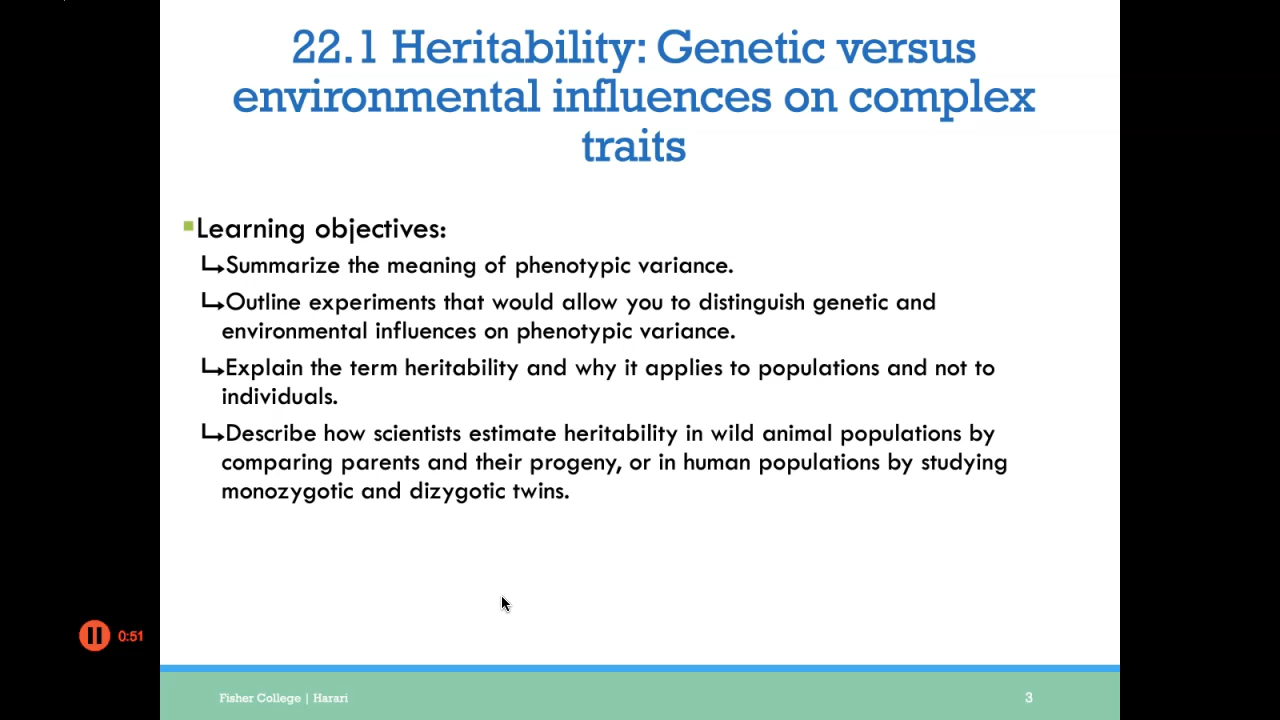 22.1 Heritability: Genetic versus
environmental influences on complex
traits
Learning objectives:
Summarize the meaning of phenotypic variance.
Outline experiments that would allow you to distinguish genetic and
environmental influences on phenotypic variance.
Explain the term heritability and why it applies to populations and not to
individuals.
Describe how scientists estimate heritability in wild animal populations by
comparing parents and their progeny, or in human populations by studying
monozygotic and dizygotic twins.
0:51
Fisher College | Harari
3